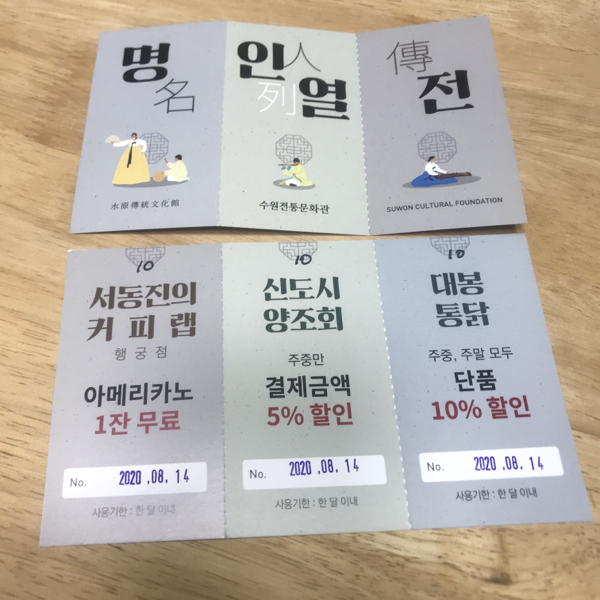 명
名
인人
列열
傳
전
水原傳統文化館
수원전통문화관
SUWON CULTURAL FOUNDATION
10
서동진의
커피랩
행궁점
아메리카노
1잔 무료
No. 2020.08.14
사용기한 : 한 달 이내
10
신도시
양조회
주중만
결제금액
5% 할인
No. 2020.08.14
사용기한 : 한 달 이내
10
대봉
통닭
주중, 주말 모두
단품
10% 할인
No. 2020.08.14
사용기한 : 한 달 이내